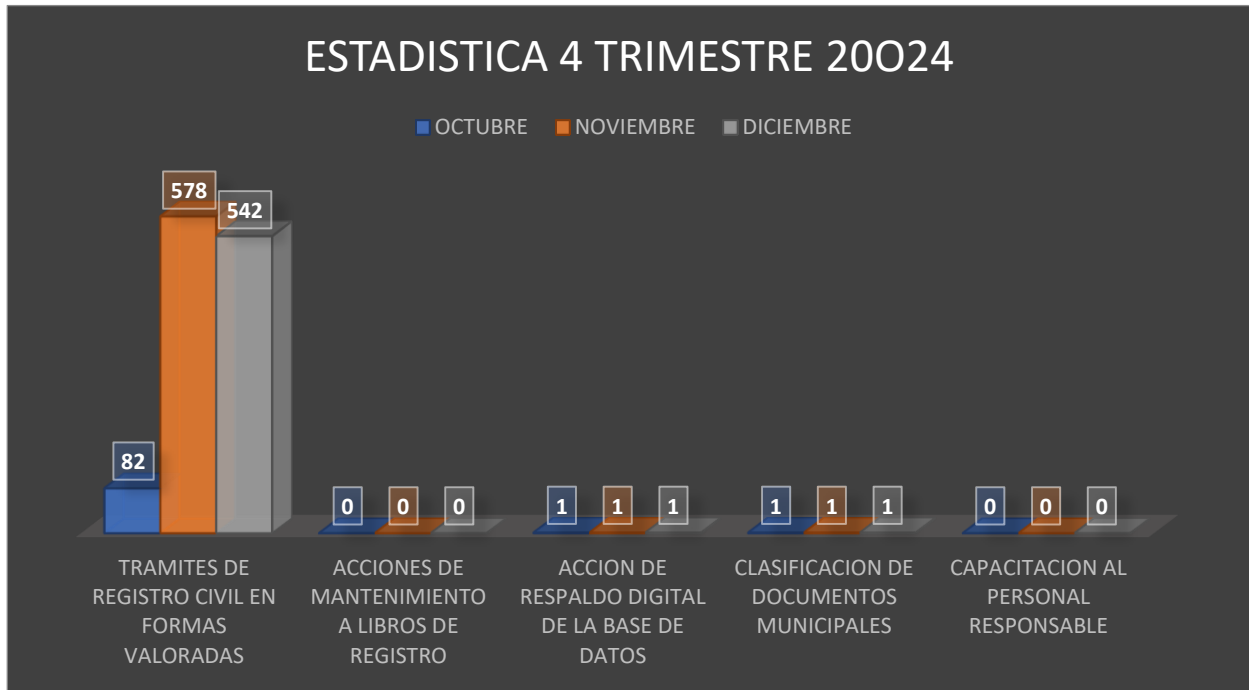 ESTADISTICA 4 TRIMESTRE 20O24
OCTUBRE NOVIEMBRE DICIEMBRE
578
542
82
0 0 0 1 1 1 1 1 1 0 0 0
TRAMITES DE
REGISTRO CIVIL EN
FORMAS
VALORADAS
ACCIONES DE
MANTENIMIENTO
A LIBROS DE
REGISTRO
ACCION DE
RESPALDO DIGITAL
DE LA BASE DE
DATOS
CLASIFICACION DE
DOCUMENTOS
MUNICIPALES
CAPACITACION AL
PERSONAL
RESPONSABLE